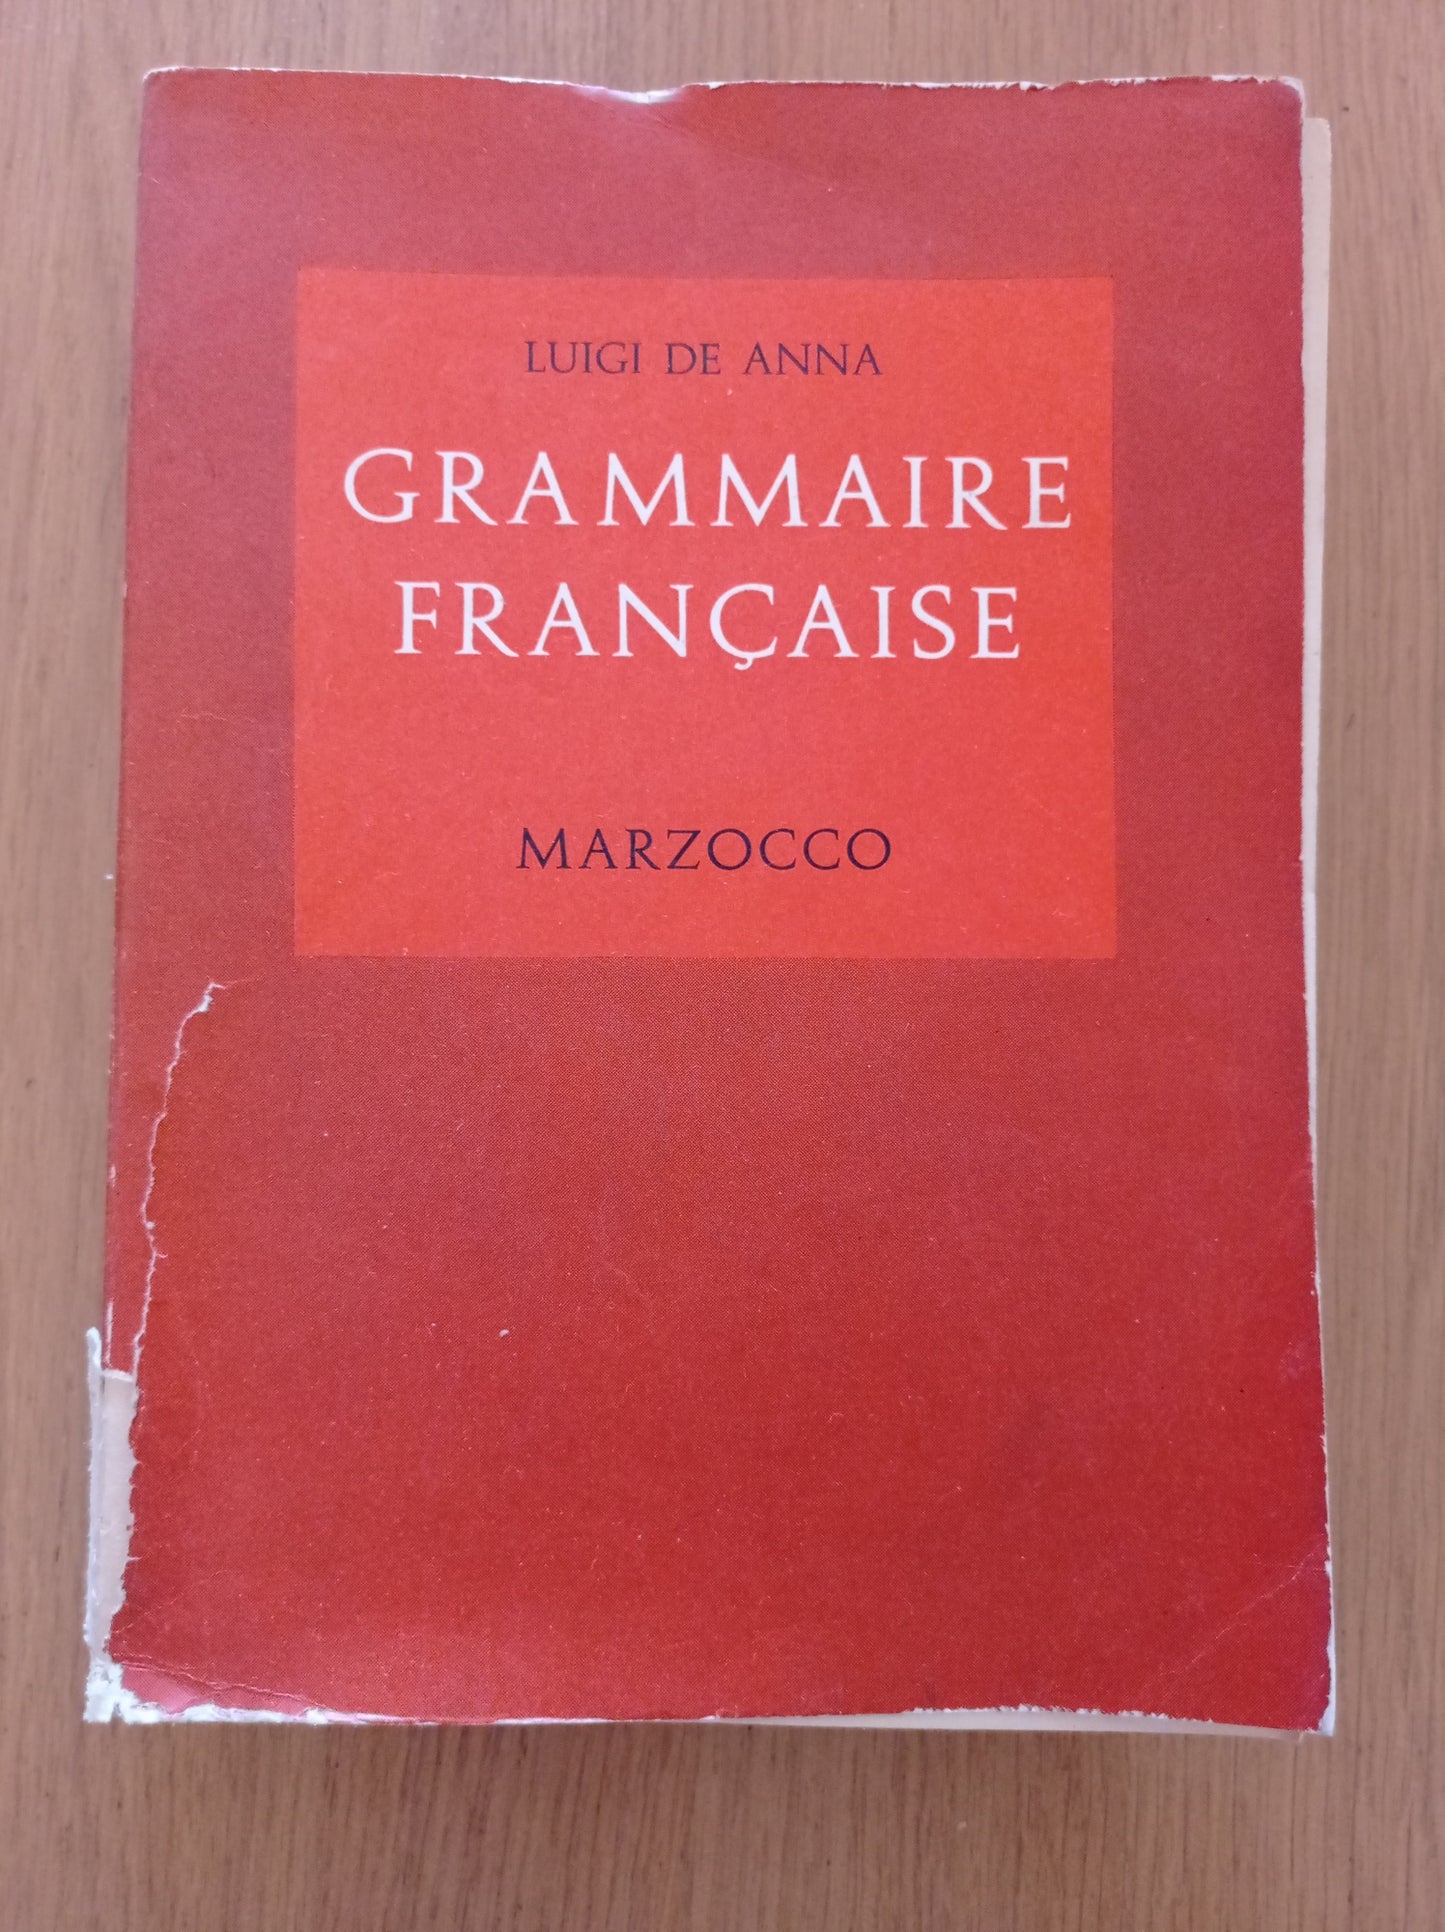 LUIGI DE ANNA
GRAMMAIRE
FRANÇAISE
MARZOCCO